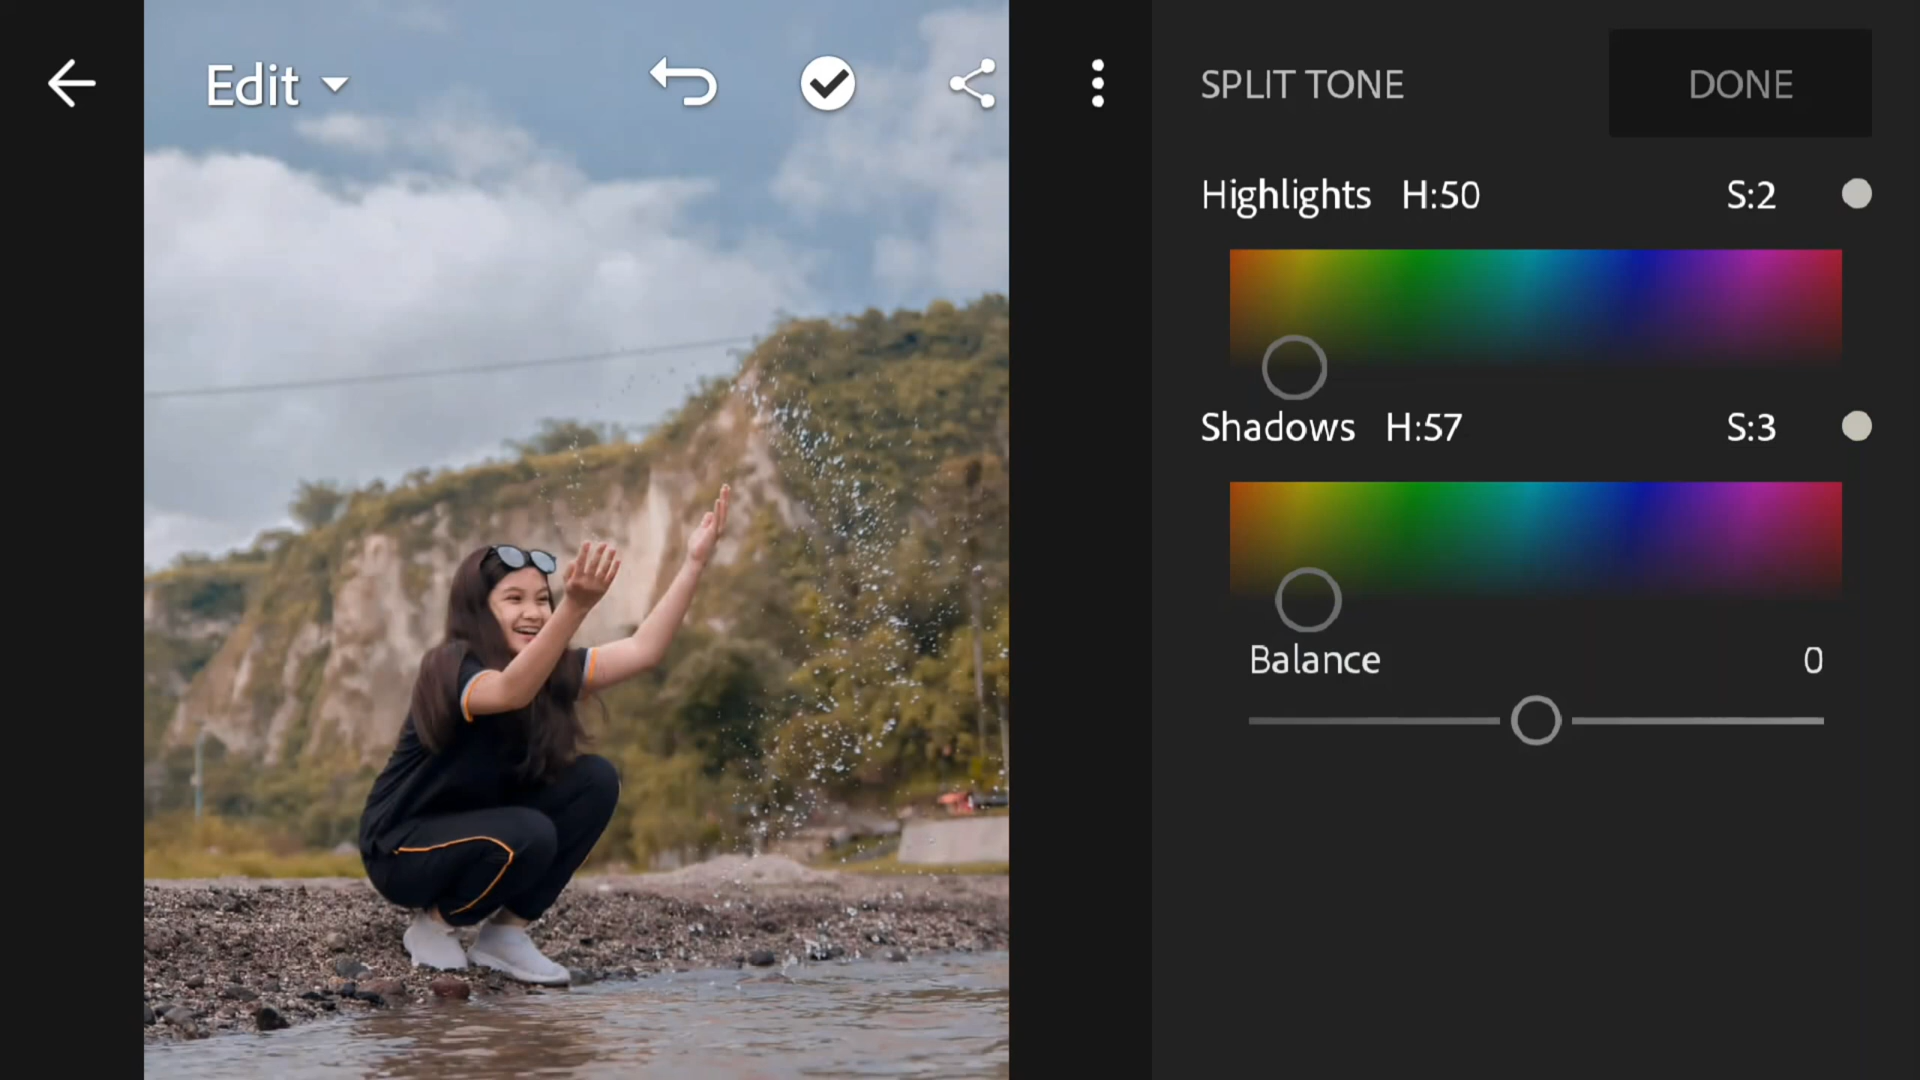 Edit
SPLIT TONE
DONE
Highlights H:50 S:2
Shadows H:57 S:3
Balance 0